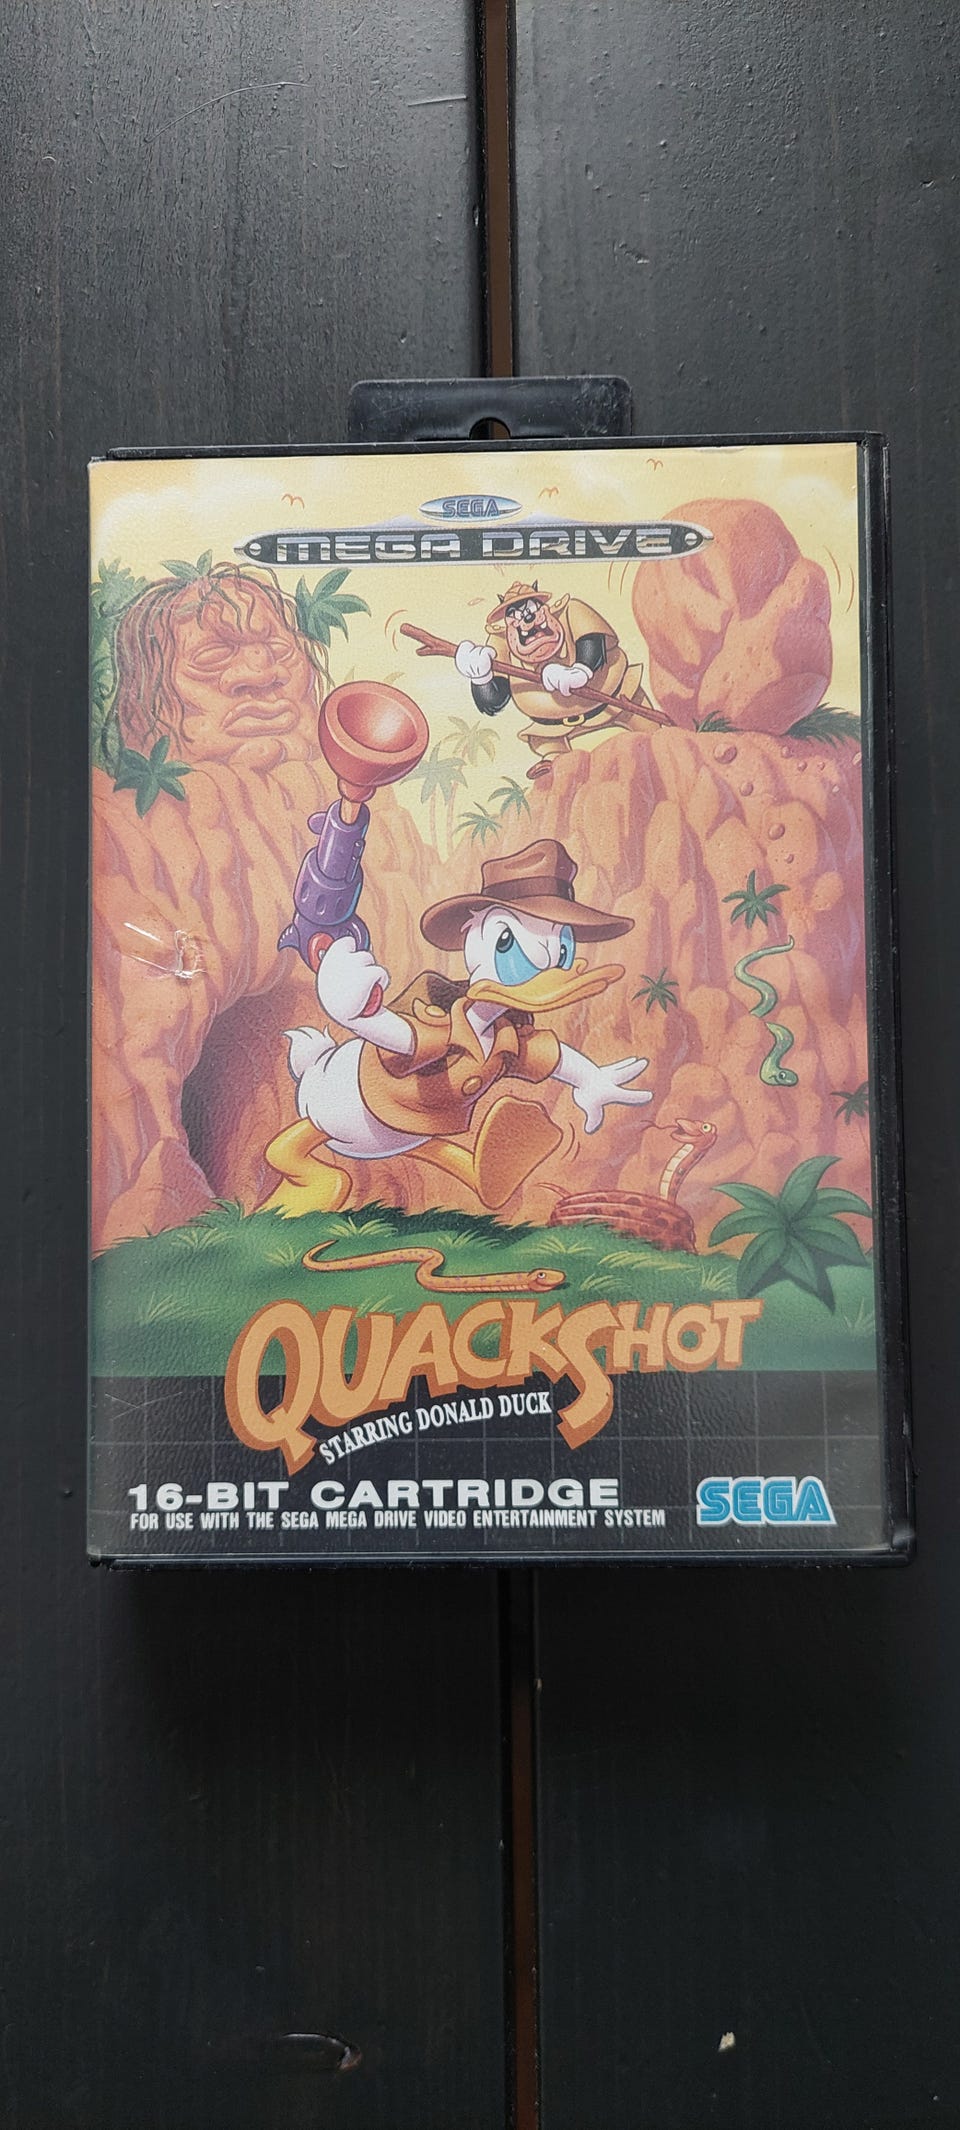 SEGA
MEGA DRIVE
QUACKSHOT
STARRING DONALD DUCK
16-BIT CARTRIDGE
FOR USE WITH THE SEGA MEGA DRIVE VIDEO ENTERTAINMENT SYSTEM
SEGA